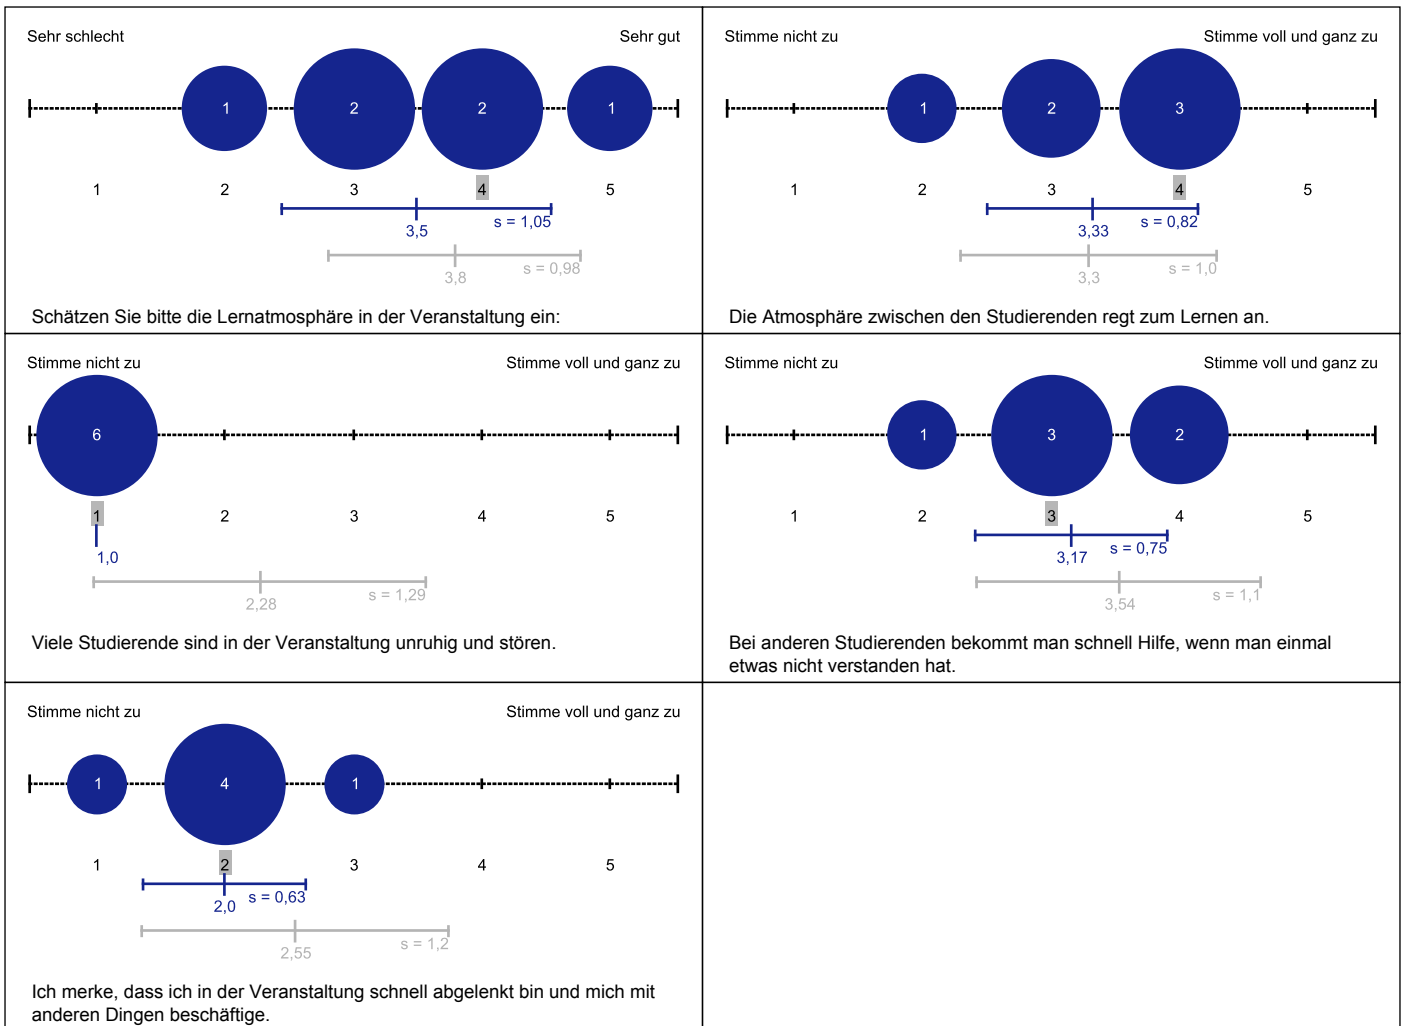 Sehr schlecht Sehr gut
1 2 2 1
1 2 3 4 5
s = 1,05
3,5
s = 0,98
3,8
Schätzen Sie bitte die Lernatmosphäre in der Veranstaltung ein:
Stimme nicht zu Stimme voll und ganz zu
1 2 3
1 2 3 4 5
s = 0,82
3,33
s = 1,0
3,3
Die Atmosphäre zwischen den Studierenden regt zum Lernen an.
Stimme nicht zu Stimme voll und ganz zu
6
1 2 3 4 5
1,0
s = 1,29
2,28
Viele Studierende sind in der Veranstaltung unruhig und stören.
Stimme nicht zu Stimme voll und ganz zu
1 3 2
1 2 3 4 5
s = 0,75
3,17
s = 1,1
3,54
Bei anderen Studierenden bekommt man schnell Hilfe, wenn man einmal
etwas nicht verstanden hat.
Stimme nicht zu Stimme voll und ganz zu
1 4 1
1 2 3 4 5
s = 0,63
2,0
s = 1,2
2,55
Ich merke, dass ich in der Veranstaltung schnell abgelenkt bin und mich mit
anderen Dingen beschäftige.